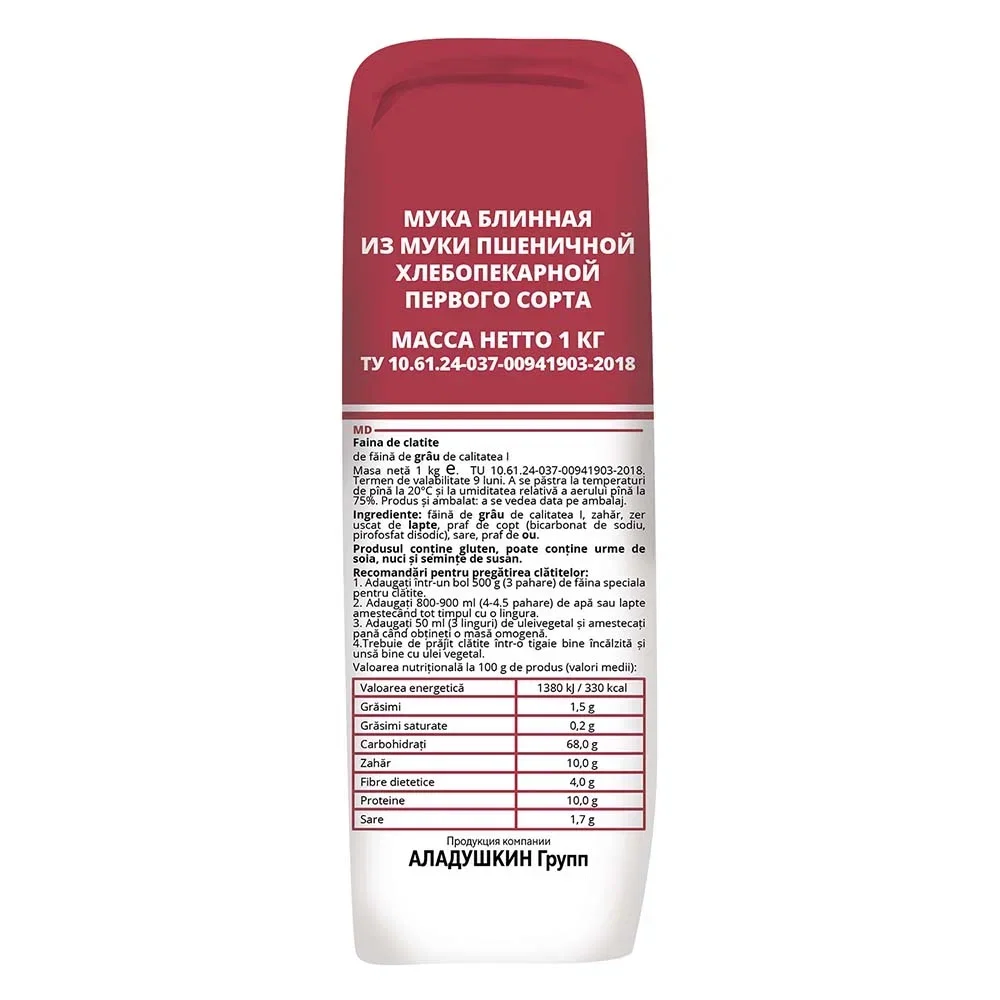 МУКА БЛИННАЯ
ИЗ МУКИ ПШЕНИЧНОЙ
ХЛЕБОПЕКАРНОЙ
ПЕРВОГО СОРТА
МАССА НЕТТО 1 КГ
ТУ 10.61.24-037-00941903-2018
MD
Faina de clatite
de făină de grâu de calitatea I
Masa netă 1 kg e. TU 10.61.24-037-00941903-2018.
Termen de valabilitate 9 luni. A se păstra la temperaturi
de pînă la 20°C și la umiditatea relativă a aerului pînă la
75%. Produs și ambalat: a se vedea data pe ambalaj.
Ingrediente: făină de grâu de calitatea I, zahăr, zer
uscat de lapte, praf de copt (bicarbonat de sodiu,
pirofosfat disodic), sare, praf de ou.
Produsul conține gluten, poate conține urme de
soia, nuci și semințe de susan.
Recomandări pentru pregătirea clătitelor:
1. Adaugați într-un bol 500 g (3 pahare) de făina speciala
pentru clătite.
2. Adaugați 800-900 ml (4-4.5 pahare) de apă sau lapte
amestecând tot timpul cu o lingura.
3. Adaugați 50 ml (3 linguri) de uleivegetal și amestecați
pană când obțineți o masă omogenă.
4.Trebuie de prăjit clătite într-o tigaie bine încălzită și
unsă bine cu ulei vegetal.
Valoarea nutrițională la 100 g de produs (valori medii):
Valoarea energetică 1380 kJ / 330 kcal
Grăsimi 1,5 g
Grăsimi saturate 0,2 g
Carbohidrați 68,0 g
Zahăr 10,0 g
Fibre dietetice 4,0 g
Proteine 10,0 g
Sare 1,7 g
Продукция компании
АЛАДУШКИН Групп